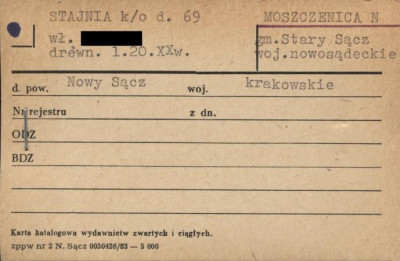 STAJNIA k/o d. 69 MOSZCZENICA N
wł. gm.Stary Sącz
drewn. l.20.XXw. woj.nowosądeckie
d. pow. Nowy Sącz woj. krakowskie
Nr rejestru z dn.
ODZ
BDZ
Karta katalogowa wydawnictw zwartych i ciągłych.
zppw nr 2 N. Sącz 0030426/83 — 5 000